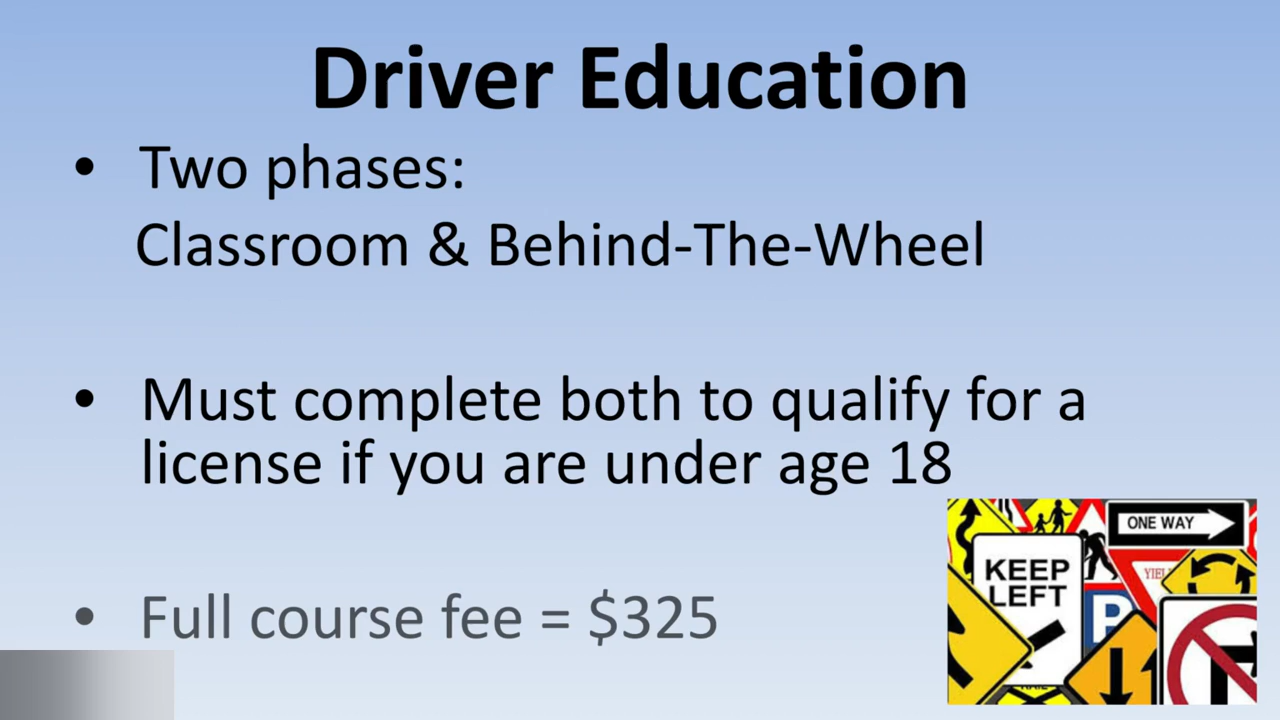 Driver Education
• Two phases:
Classroom & Behind-The-Wheel
• Must complete both to qualify for a
license if you are under age 18
• Full course fee = $325
ONE WAY
KEEP
LEFT
YIEL
P